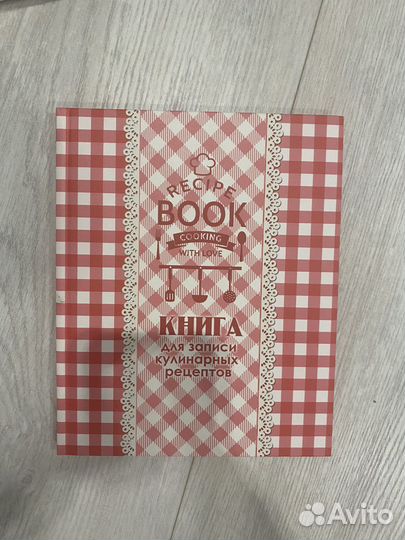 RECIPE
BOOK
COOKING
WITH LOVE
КНИГА
для записи
кулинарных
рецептов
Avito